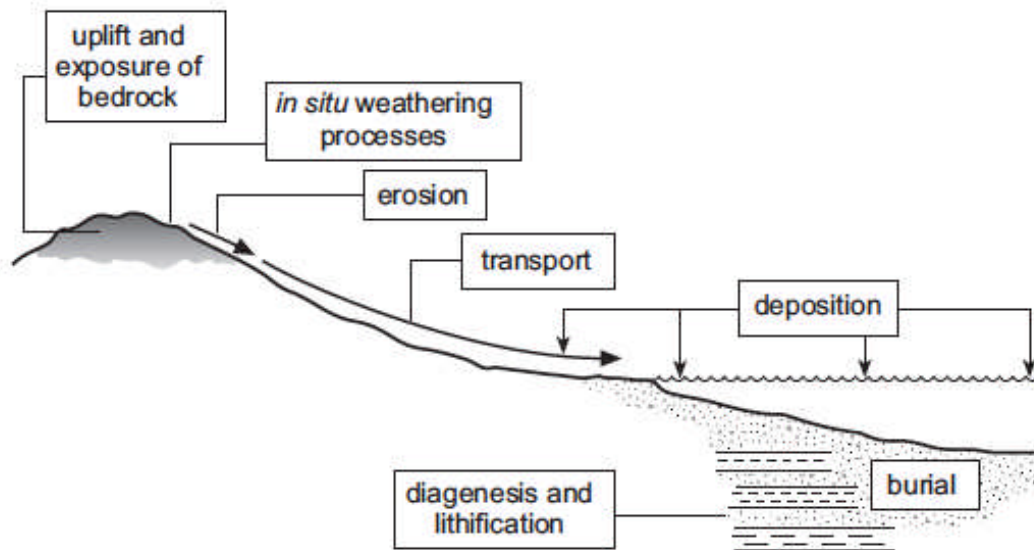 uplift and
exposure of
bedrock
in situ weathering
processes
erosion
transport
deposition
burial
diagenesis and
lithification